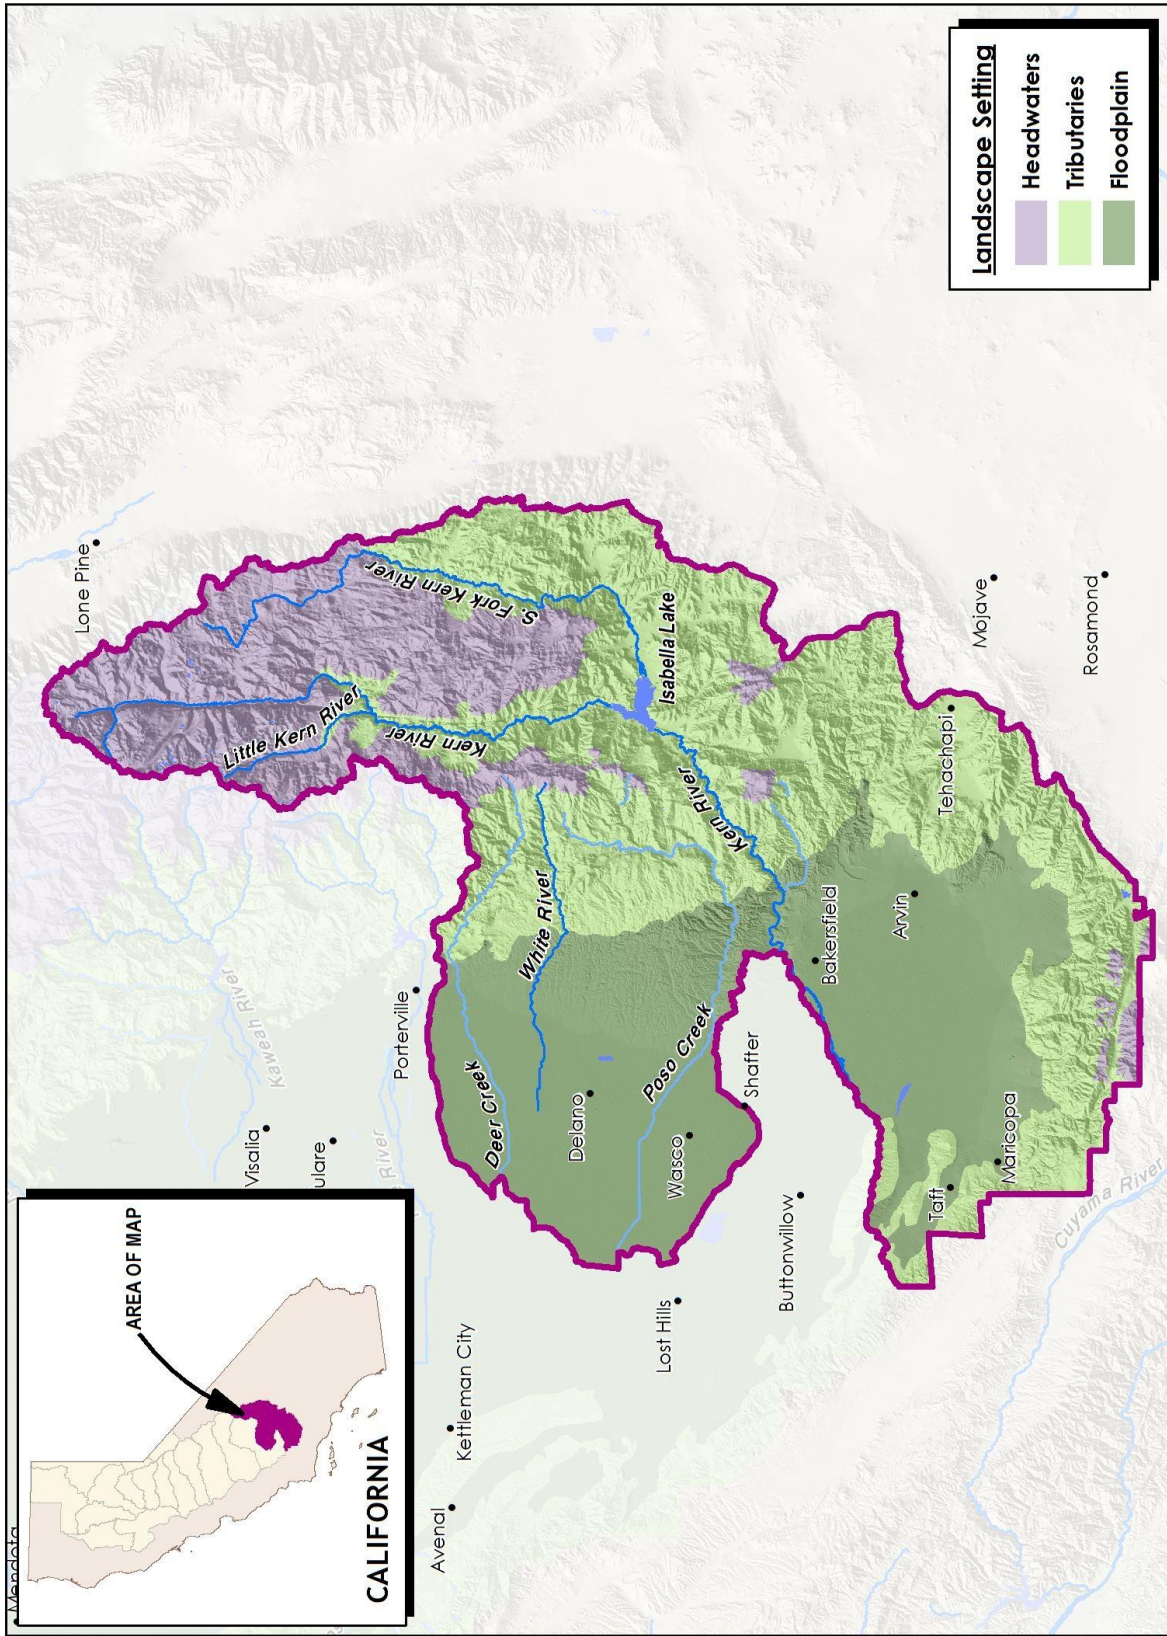 Mendota
AREA OF MAP
CALIFORNIA
Landscape Setting
Headwaters
Tributaries
Floodplain
Lone Pine
Little Kern River
S. Fork Kern River
Kern River
Isabella Lake
Kern River
White River
Deer Creek
Poso Creek
Kaweah River
River
Visalia
ulare
Porterville
Delano
Wasco
Shafter
Kettleman City
Avenal
Lost Hills
Buttonwillow
Bakersfield
Arvin
Tehachapi
Mojave
Rosamond
Taft
Maricopa
Cuyama River